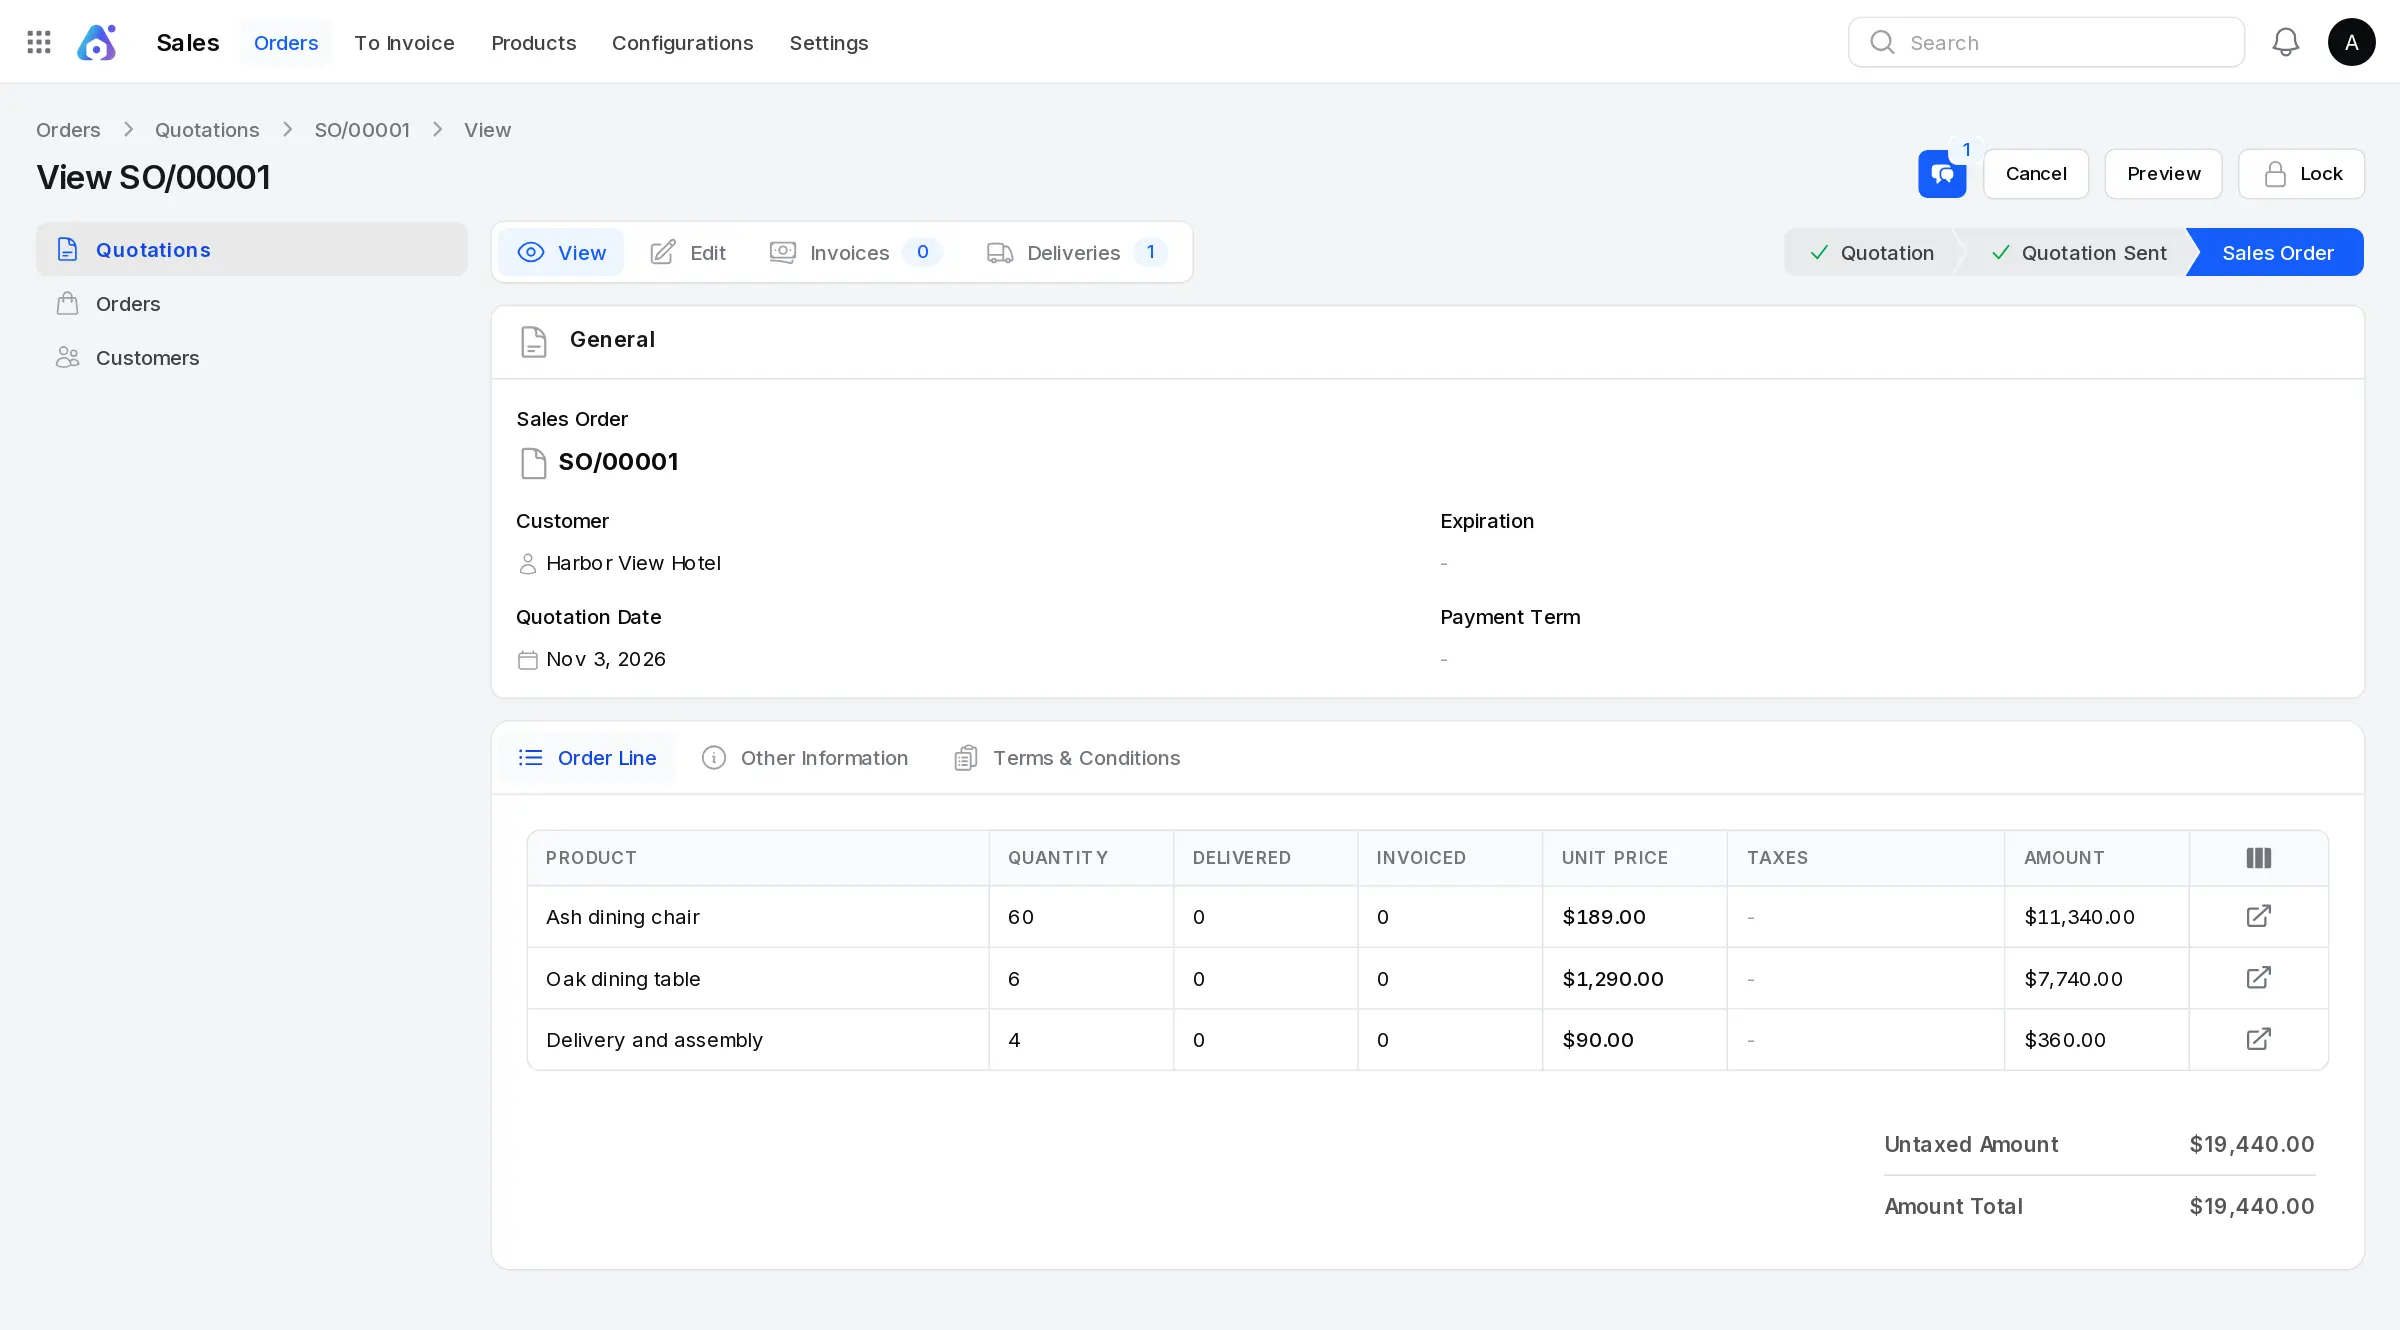 Sales Orders To Invoice Products Configurations Settings Search A
Orders Quotations SO/00001 View
View SO/00001
1
Cancel Preview Lock
Quotations
Orders
Customers
View Edit Invoices 0 Deliveries 1
Quotation Quotation Sent Sales Order
General
Sales Order
SO/00001
Customer Expiration
Harbor View Hotel -
Quotation Date Payment Term
Nov 3, 2026 -
Order Line Other Information Terms & Conditions
PRODUCT QUANTITY DELIVERED INVOICED UNIT PRICE TAXES AMOUNT
Ash dining chair 60 0 0 $189.00 - $11,340.00
Oak dining table 6 0 0 $1,290.00 - $7,740.00
Delivery and assembly 4 0 0 $90.00 - $360.00
Untaxed Amount $19,440.00
Amount Total $19,440.00